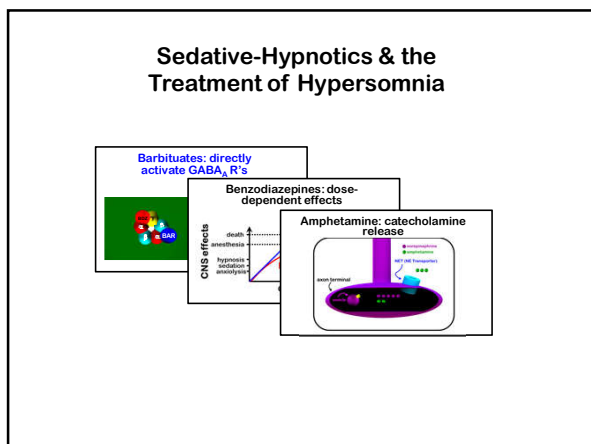 Sedative-Hypnotics & the
Treatment of Hypersomnia
Barbituates: directly
activate GABA A R's
BAR
Benzodiazepines: dose-
dependent effects
CNS effects
death
anesthesia
hypnosis
sedation
anxiolysis
Amphetamine: catecholamine
release
norepinephrine
amphetamine
NET (NE Transporter)
axon terminal